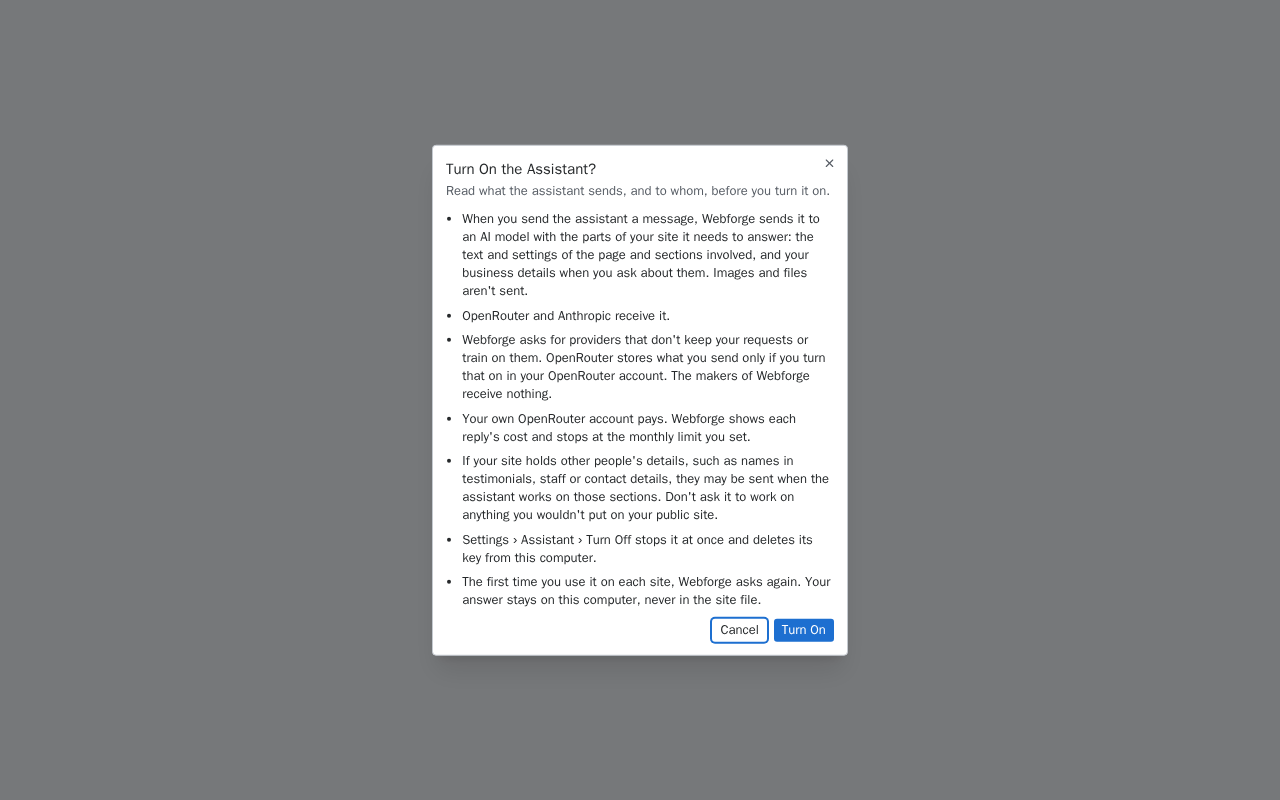 Turn On the Assistant?
×
Read what the assistant sends, and to whom, before you turn it on.
• When you send the assistant a message, Webforge sends it to
an AI model with the parts of your site it needs to answer: the
text and settings of the page and sections involved, and your
business details when you ask about them. Images and files
aren't sent.
• OpenRouter and Anthropic receive it.
• Webforge asks for providers that don't keep your requests or
train on them. OpenRouter stores what you send only if you turn
that on in your OpenRouter account. The makers of Webforge
receive nothing.
• Your own OpenRouter account pays. Webforge shows each
reply's cost and stops at the monthly limit you set.
• If your site holds other people's details, such as names in
testimonials, staff or contact details, they may be sent when the
assistant works on those sections. Don't ask it to work on
anything you wouldn't put on your public site.
• Settings › Assistant › Turn Off stops it at once and deletes its
key from this computer.
• The first time you use it on each site, Webforge asks again. Your
answer stays on this computer, never in the site file.
Cancel
Turn On